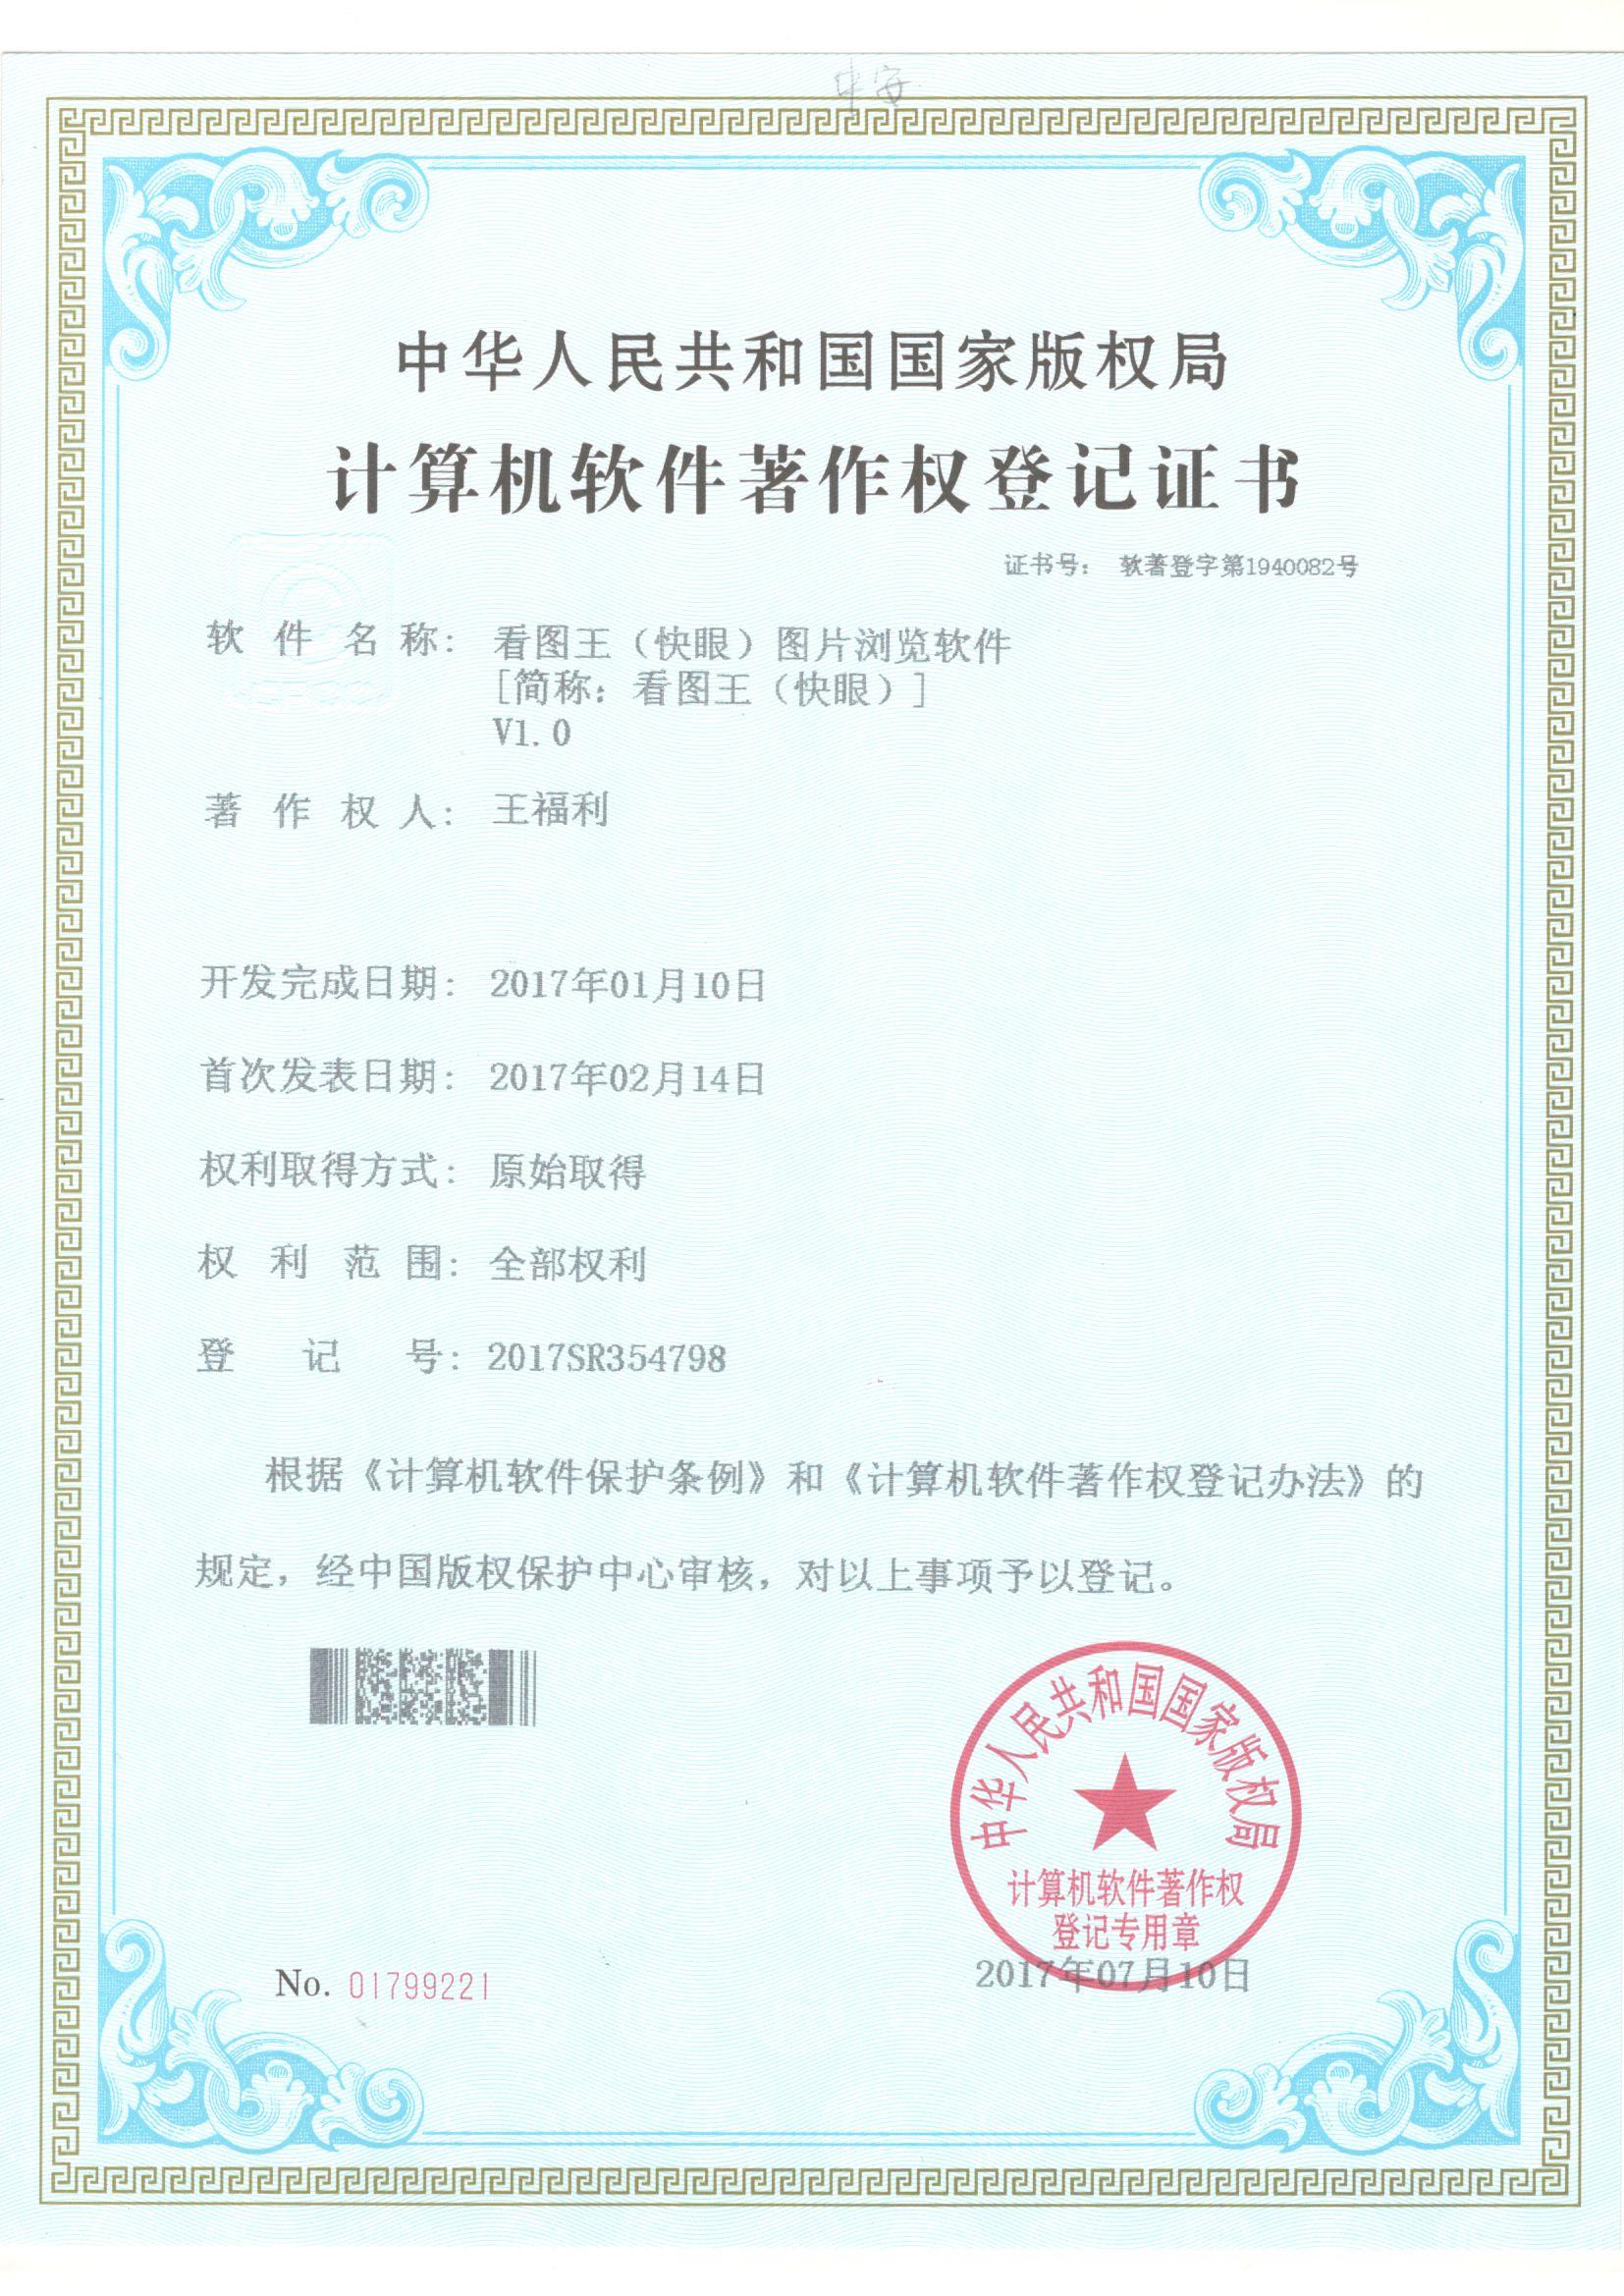 中安
中华人民共和国国家版权局
计算机软件著作权登记证书
证书号： 软著登字第1940082号
软件名称： 看图王（快眼）图片浏览软件
[简称：看图王（快眼）]
V1.0
著作权人： 王福利
开发完成日期： 2017年01月10日
首次发表日期： 2017年02月14日
权利取得方式： 原始取得
权利范围： 全部权利
登记号： 2017SR354798
根据《计算机软件保护条例》和《计算机软件著作权登记办法》的
规定，经中国版权保护中心审核，对以上事项予以登记。
中华人民共和国国家版权局
计算机软件著作权
登记专用章
No. 01799221
2017年07月10日